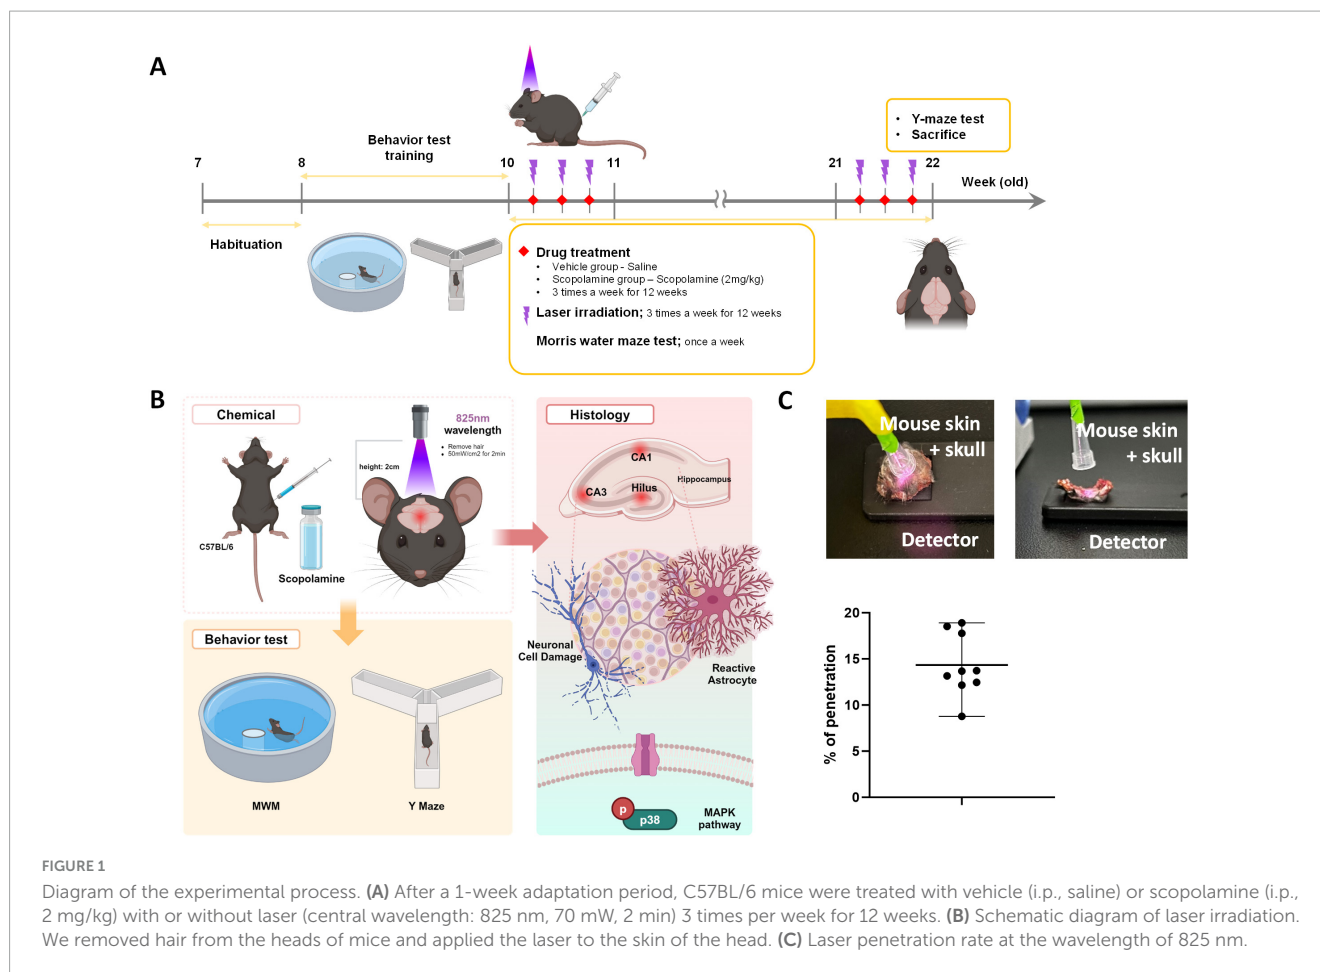 A
Behavior test
training
• Y-maze test
• Sacrifice
7
8
10
11
21
22
Week (old)
Habituation
Drug treatment
• Vehicle group - Saline
• Scopolamine group – Scopolamine (2mg/kg)
• 3 times a week for 12 weeks
Laser irradiation; 3 times a week for 12 weeks
Morris water maze test; once a week
B
Chemical
825nm
wavelength
• Remove hair
• 50mW/cm2 for 2min
height: 2cm
C57BL/6
Scopolamine
Behavior test
MWM
Y Maze
Histology
CA1
Hippocampus
CA3
Hilus
Neuronal
Cell Damage
Reactive
Astrocyte
p
p38
MAPK
pathway
C
Mouse skin
+ skull
Detector
Mouse skin
+ skull
Detector
% of penetration
20
15
10
5
0
FIGURE 1
Diagram of the experimental process. (A) After a 1-week adaptation period, C57BL/6 mice were treated with vehicle (i.p., saline) or scopolamine (i.p.,
2 mg/kg) with or without laser (central wavelength: 825 nm, 70 mW, 2 min) 3 times per week for 12 weeks. (B) Schematic diagram of laser irradiation.
We removed hair from the heads of mice and applied the laser to the skin of the head. (C) Laser penetration rate at the wavelength of 825 nm.